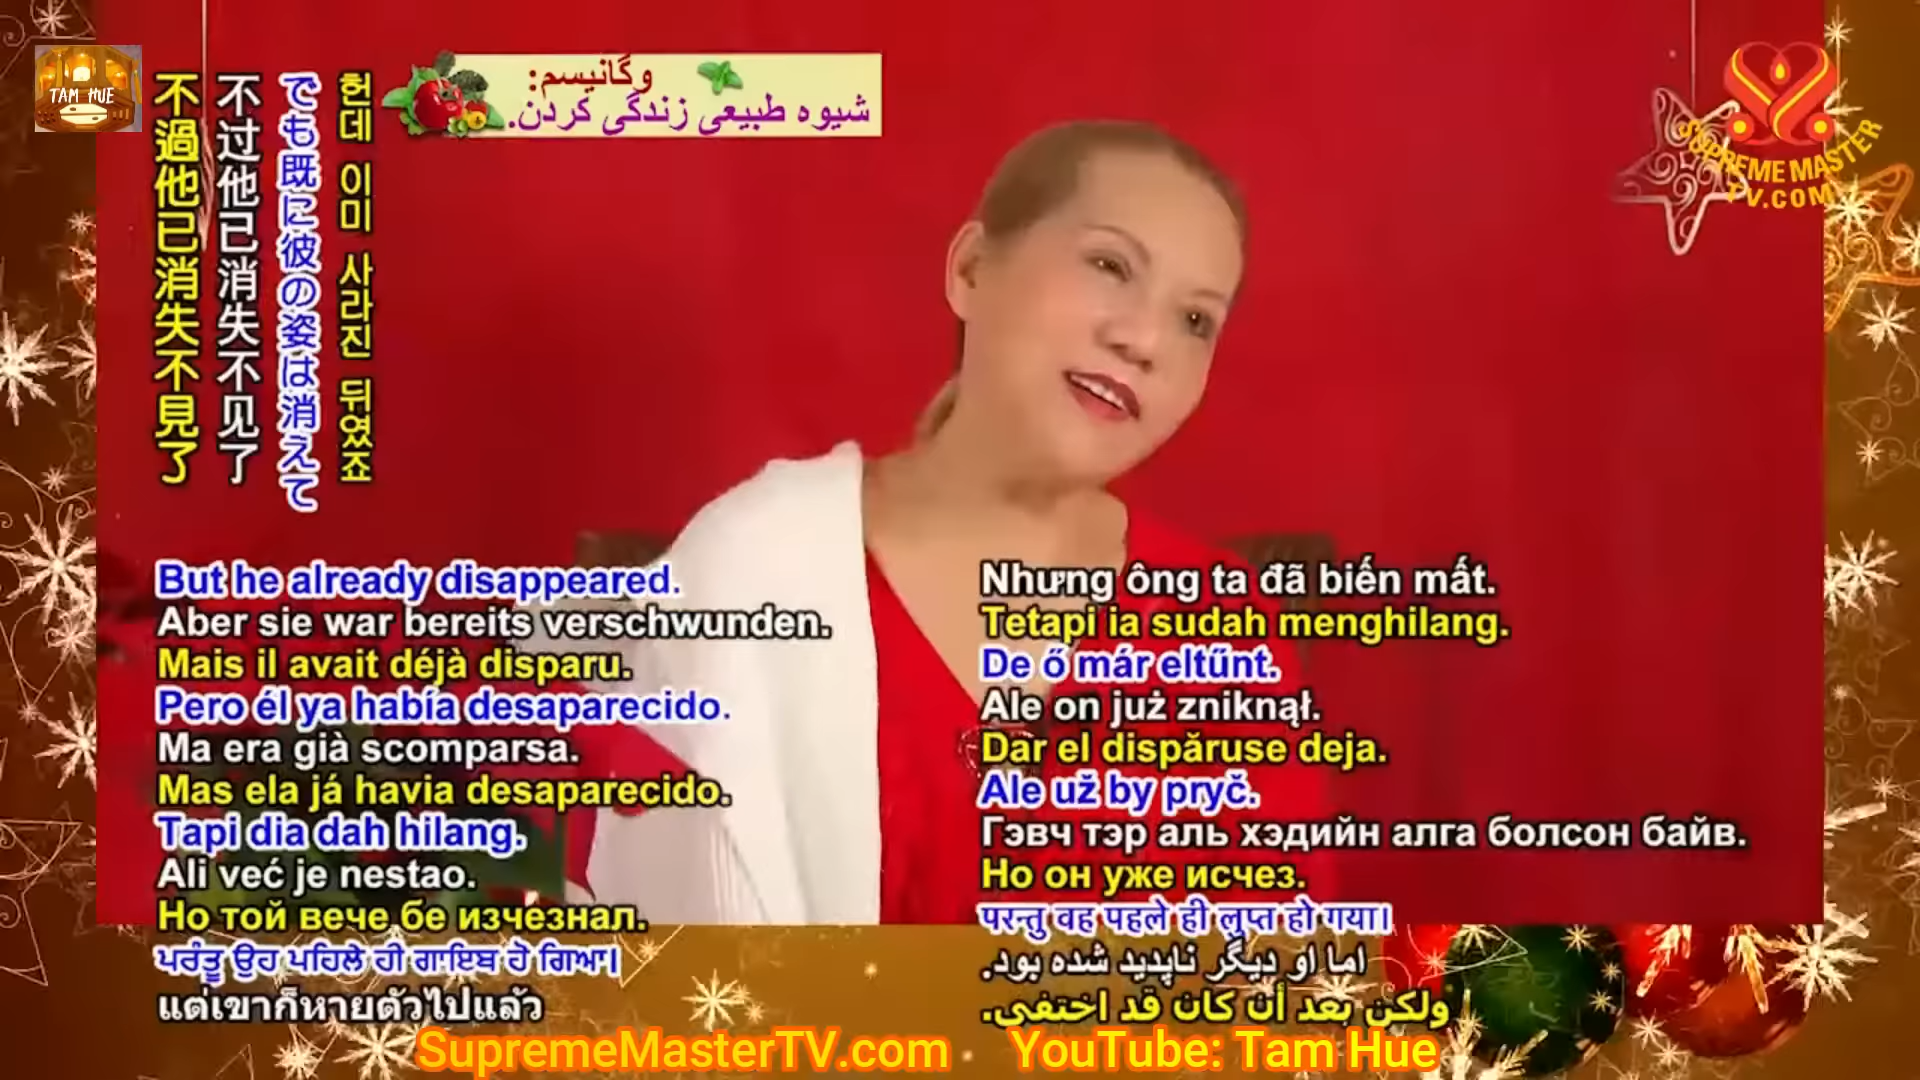 TAM HUE
وگانیسم:
شیوه طبیعی زندگی کردن.
SUPREME MASTER
TV.COM
헌데 이미 사라진 뒤였죠
でも既に彼の姿は消えて
不过他已消失不见了
不過他已消失不見了
But he already disappeared.
Aber sie war bereits verschwunden.
Mais il avait déjà disparu.
Pero él ya había desaparecido.
Ma era già scomparsa.
Mas ela já havia desaparecido.
Tapi dia dah hilang.
Ali već je nestao.
Но той вече бе изчезнал.
ਪਰੰਤੂ ਉਹ ਪਹਿਲੇ ਹੀ ਗਾਇਬ ਹੋ ਗਿਆ।
แต่เขาก็หายตัวไปแล้ว
Nhưng ông ta đã biến mất.
Tetapi ia sudah menghilang.
De ő már eltűnt.
Ale on już zniknął.
Dar el dispăruse deja.
Ale už by pryč.
Гэвч тэр аль хэдийн алга болсон байв.
Но он уже исчез.
परन्तु वह पहले ही लुप्त हो गया।
اما او دیگر ناپدید شده بود.
ولكن بعد أن كان قد اختفى.
SupremeMasterTV.com
YouTube: Tam Hue